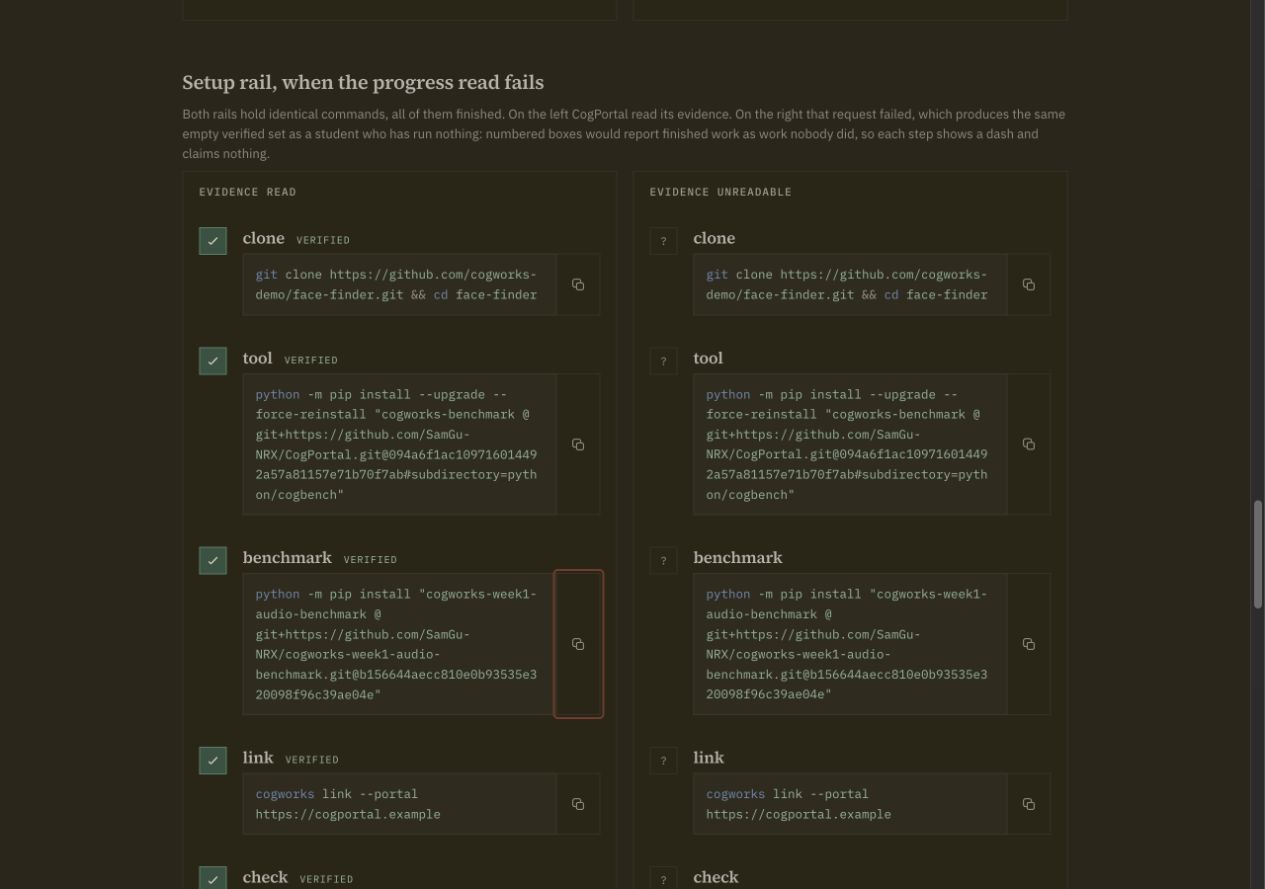 Setup rail, when the progress read fails
Both rails hold identical commands, all of them finished. On the left CogPortal read its evidence. On the right that request failed, which produces the same
empty verified set as a student who has run nothing: numbered boxes would report finished work as work nobody did, so each step shows a dash and
claims nothing.
EVIDENCE READ
clone VERIFIED
git clone https://github.com/cogworks-
demo/face-finder.git && cd face-finder
tool VERIFIED
python -m pip install --upgrade --
force-reinstall "cogworks-benchmark @
git+https://github.com/SamGu-
NRX/CogPortal.git@094a6f1ac10971601449
2a57a81157e71b70f7ab#subdirectory=pyth
on/cogbench"
benchmark VERIFIED
python -m pip install "cogworks-week1-
audio-benchmark @
git+https://github.com/SamGu-
NRX/cogworks-week1-audio-
benchmark.git@b156644aecc810e0b93535e3
20098f96c39ae04e"
link VERIFIED
cogworks link --portal
https://cogportal.example
check VERIFIED
EVIDENCE UNREADABLE
? clone
git clone https://github.com/cogworks-
demo/face-finder.git && cd face-finder
? tool
python -m pip install --upgrade --
force-reinstall "cogworks-benchmark @
git+https://github.com/SamGu-
NRX/CogPortal.git@094a6f1ac10971601449
2a57a81157e71b70f7ab#subdirectory=pyth
on/cogbench"
? benchmark
python -m pip install "cogworks-week1-
audio-benchmark @
git+https://github.com/SamGu-
NRX/cogworks-week1-audio-
benchmark.git@b156644aecc810e0b93535e3
20098f96c39ae04e"
? link
cogworks link --portal
https://cogportal.example
? check